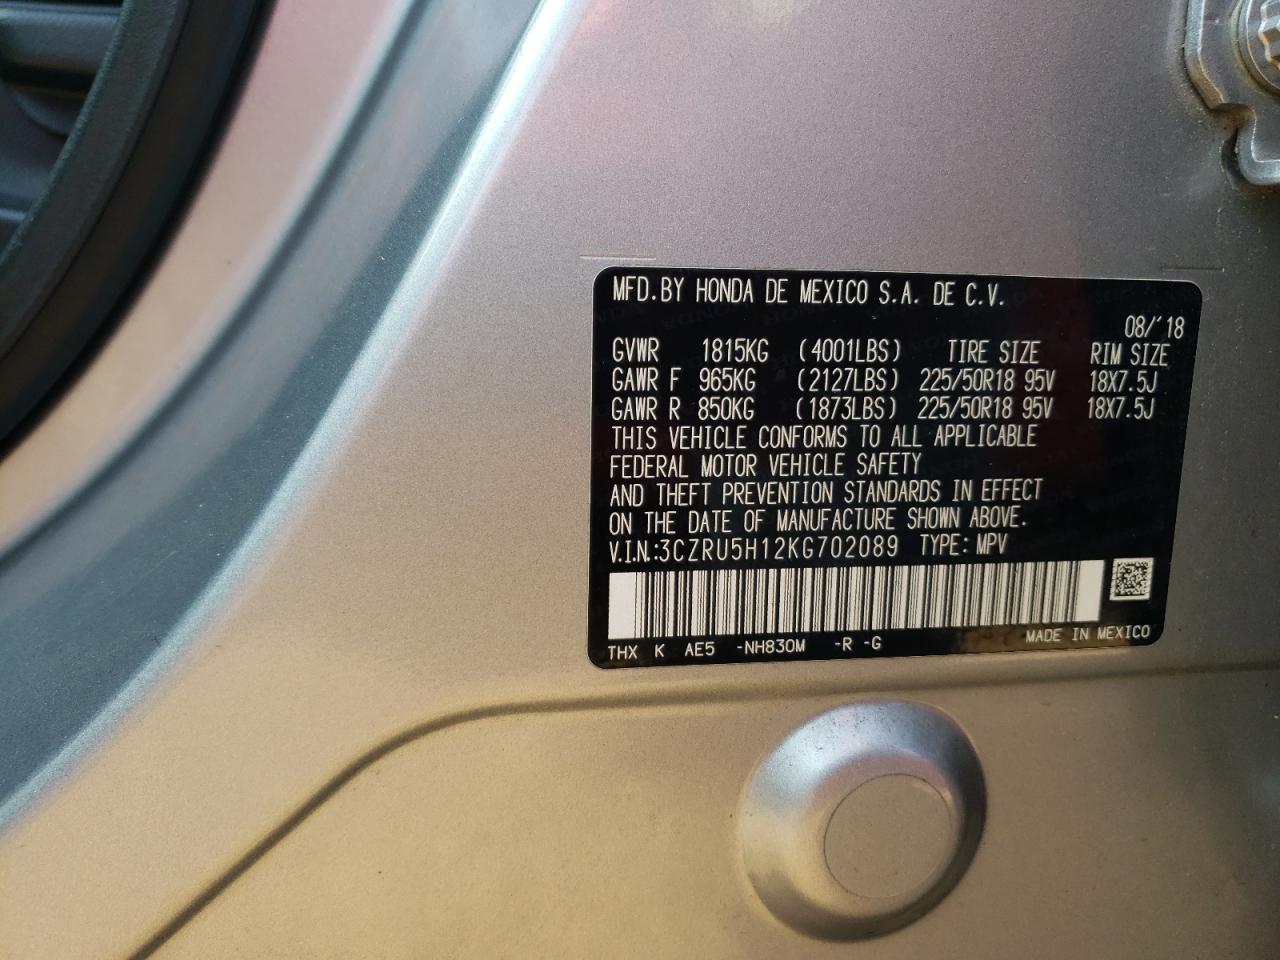 MFD.BY HONDA DE MEXICO S.A. DE C.V.
08/'18
GVWR 1815KG (4001LBS) TIRE SIZE RIM SIZE
GAWR F 965KG (2127LBS) 225/50R18 95V 18X7.5J
GAWR R 850KG (1873LBS) 225/50R18 95V 18X7.5J
THIS VEHICLE CONFORMS TO ALL APPLICABLE
FEDERAL MOTOR VEHICLE SAFETY
AND THEFT PREVENTION STANDARDS IN EFFECT
ON THE DATE OF MANUFACTURE SHOWN ABOVE.
V.I.N.:3CZRU5H12KG702089 TYPE: MPV
THX K AE5 -NH830M -R -G MADE IN MEXICO